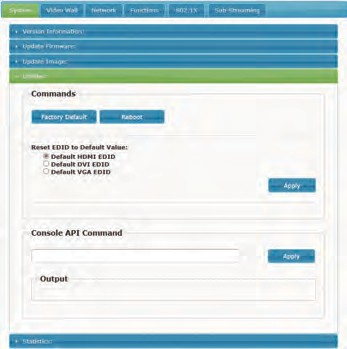 System
Video Wall
Network
Functions
802.1X
Sub Streaming
Version Information:
Update Firmware:
Update Image:
Utilities:
Commands
Factory Default
Reboot
Reset EDID to Default Value:
Default HDMI EDID
Default DVI EDID
Default VGA EDID
Apply
Console API Command
Apply
Output
Statistics: